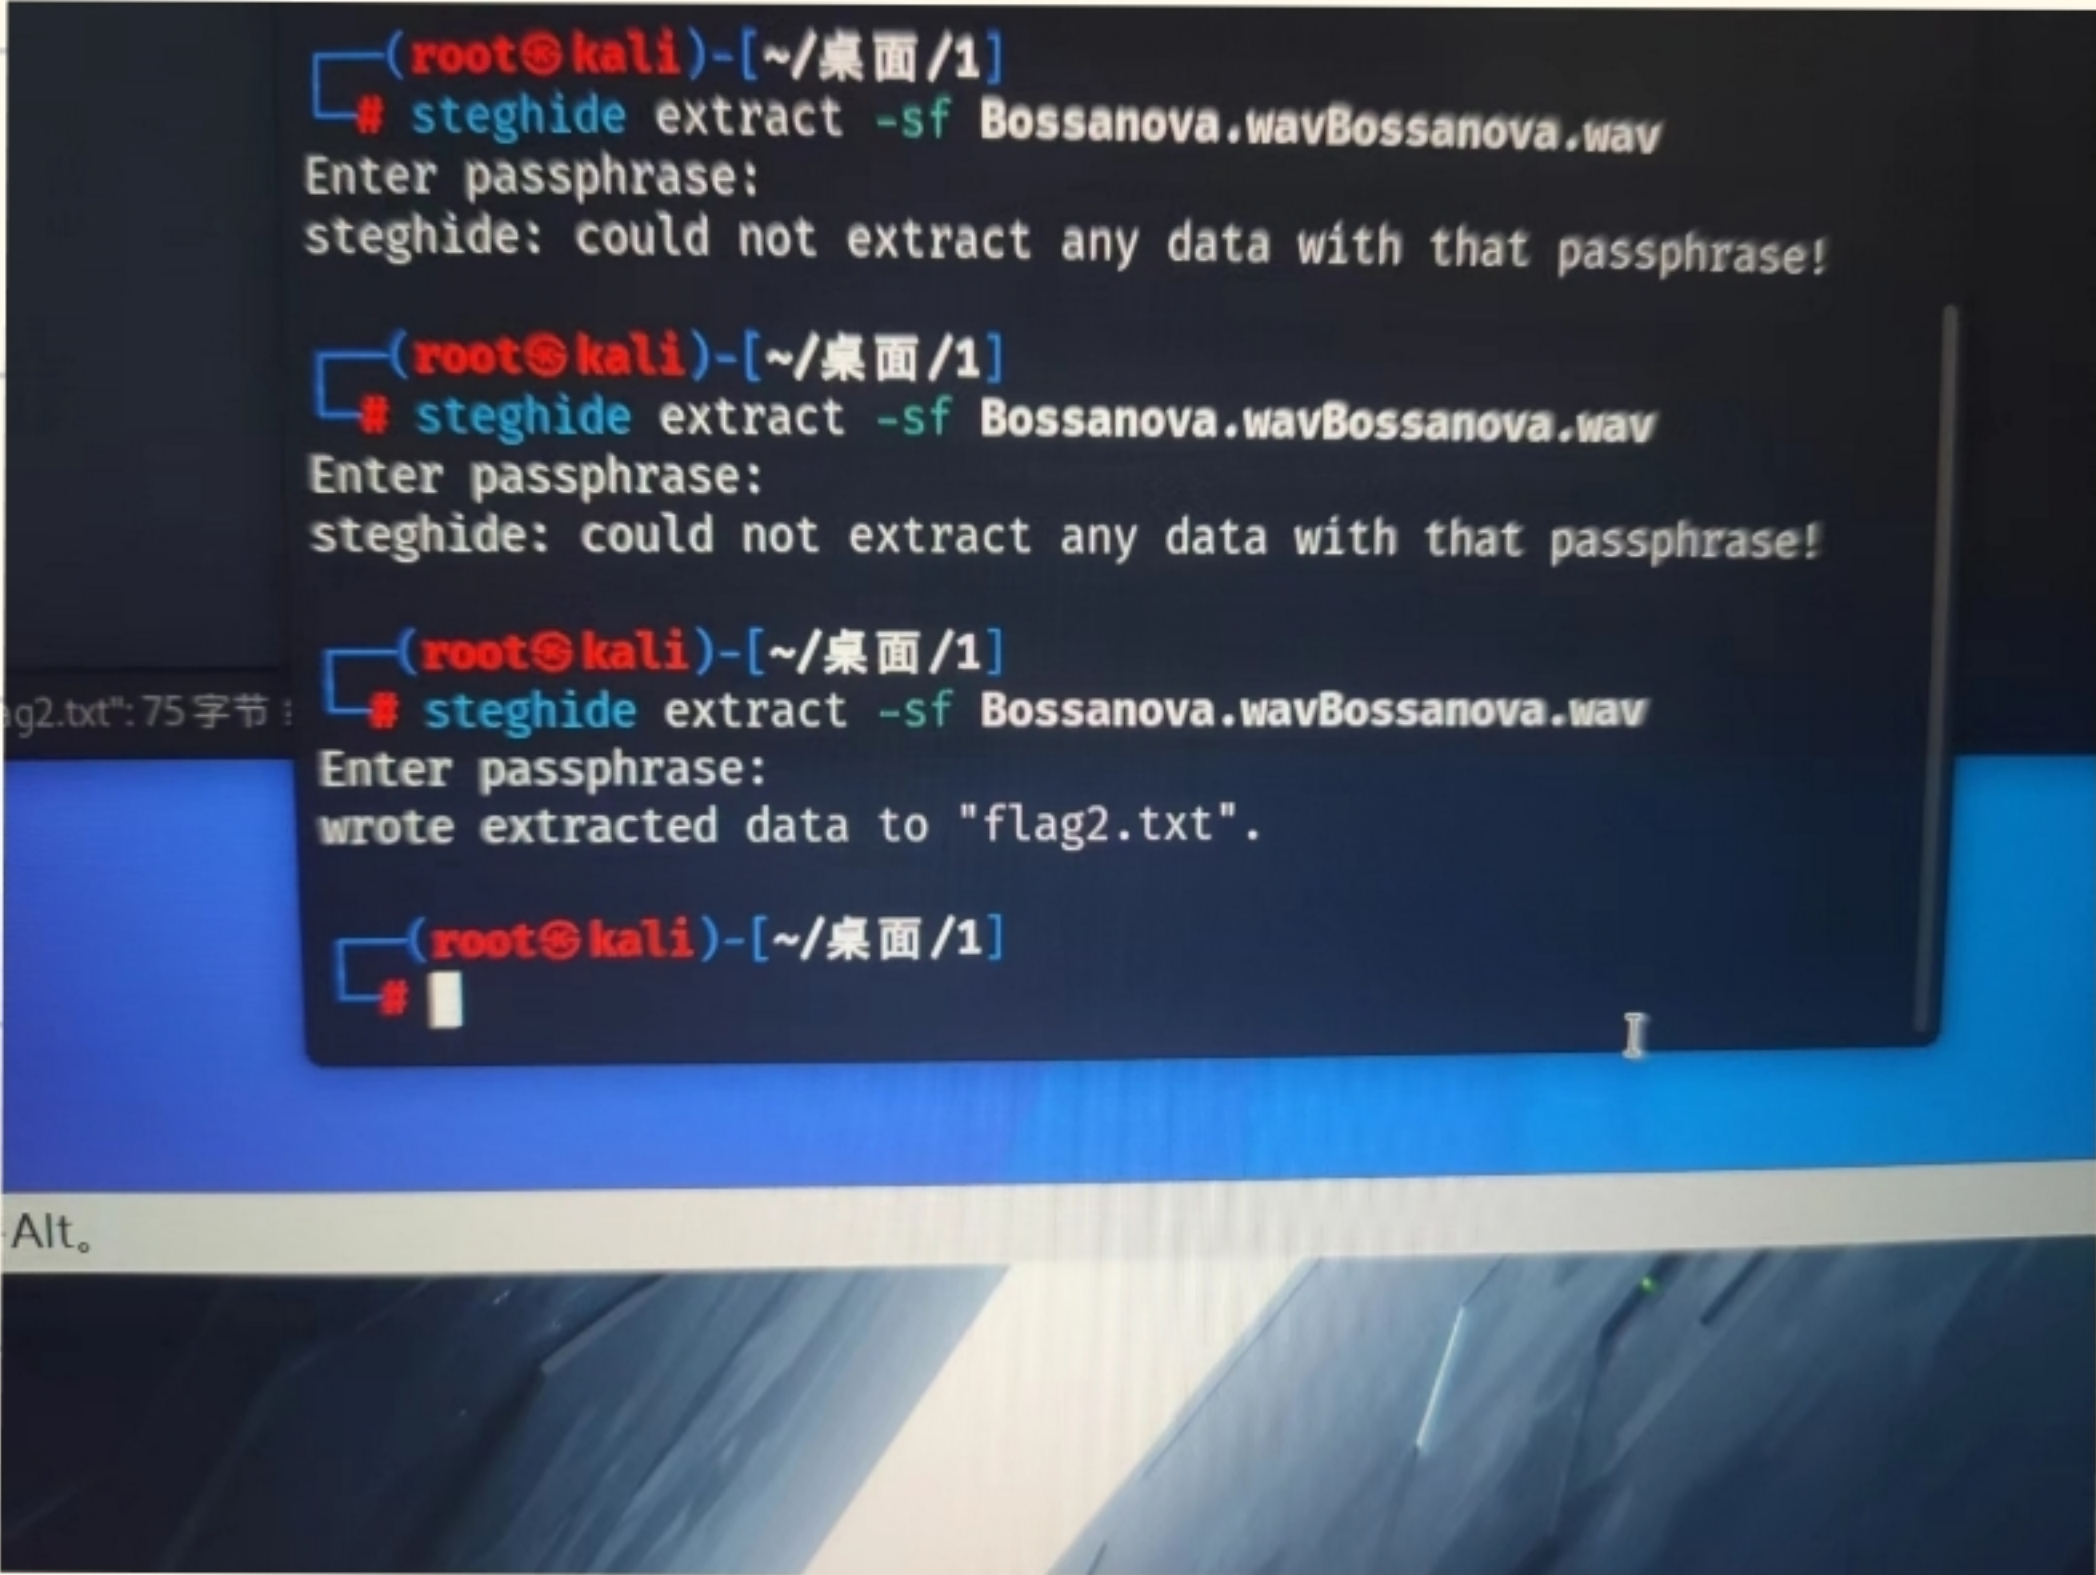 (root㉿kali)-[~/桌面/1]
# steghide extract -sf Bossanova.wavBossanova.wav
Enter passphrase:
steghide: could not extract any data with that passphrase!
(root㉿kali)-[~/桌面/1]
# steghide extract -sf Bossanova.wavBossanova.wav
Enter passphrase:
steghide: could not extract any data with that passphrase!
(root㉿kali)-[~/桌面/1]
# steghide extract -sf Bossanova.wavBossanova.wav
g2.txt": 75 字节
Enter passphrase:
wrote extracted data to "flag2.txt".
(root㉿kali)-[~/桌面/1]
#
Alt。